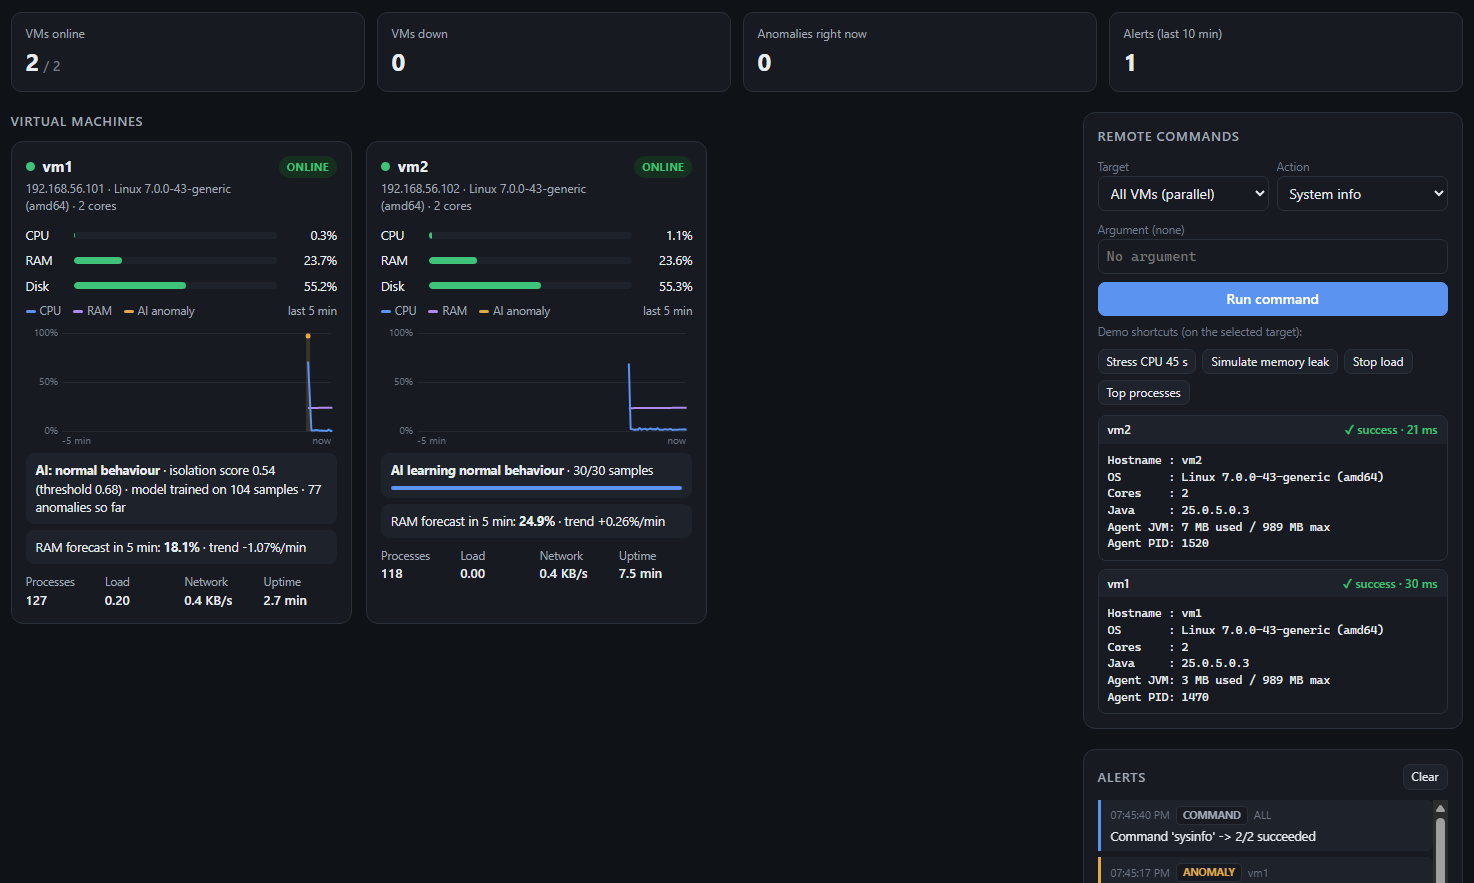 VMs online
2 / 2
VMs down
0
Anomalies right now
0
Alerts (last 10 min)
1
VIRTUAL MACHINES
vm1
ONLINE
192.168.56.101 · Linux 7.0.0-43-generic
(amd64) · 2 cores
CPU 0.3%
RAM 23.7%
Disk 55.2%
CPU RAM AI anomaly last 5 min
100%
50%
0%
-5 min now
AI: normal behaviour · isolation score 0.54
(threshold 0.68) · model trained on 104 samples · 77
anomalies so far
RAM forecast in 5 min: 18.1% · trend -1.07%/min
Processes Load Network Uptime
127 0.20 0.4 KB/s 2.7 min
vm2
ONLINE
192.168.56.102 · Linux 7.0.0-43-generic
(amd64) · 2 cores
CPU 1.1%
RAM 23.6%
Disk 55.3%
CPU RAM AI anomaly last 5 min
100%
50%
0%
-5 min now
AI learning normal behaviour · 30/30 samples
RAM forecast in 5 min: 24.9% · trend +0.26%/min
Processes Load Network Uptime
118 0.00 0.4 KB/s 7.5 min
REMOTE COMMANDS
Target Action
All VMs (parallel) System info
Argument (none)
No argument
Run command
Demo shortcuts (on the selected target):
Stress CPU 45 s Simulate memory leak Stop load
Top processes
vm2 ✓ success · 21 ms
Hostname : vm2
OS : Linux 7.0.0-43-generic (amd64)
Cores : 2
Java : 25.0.5.0.3
Agent JVM: 7 MB used / 989 MB max
Agent PID: 1520
vm1 ✓ success · 30 ms
Hostname : vm1
OS : Linux 7.0.0-43-generic (amd64)
Cores : 2
Java : 25.0.5.0.3
Agent JVM: 3 MB used / 989 MB max
Agent PID: 1470
ALERTS Clear
07:45:40 PM COMMAND ALL
Command 'sysinfo' -> 2/2 succeeded
07:45:17 PM ANOMALY vm1